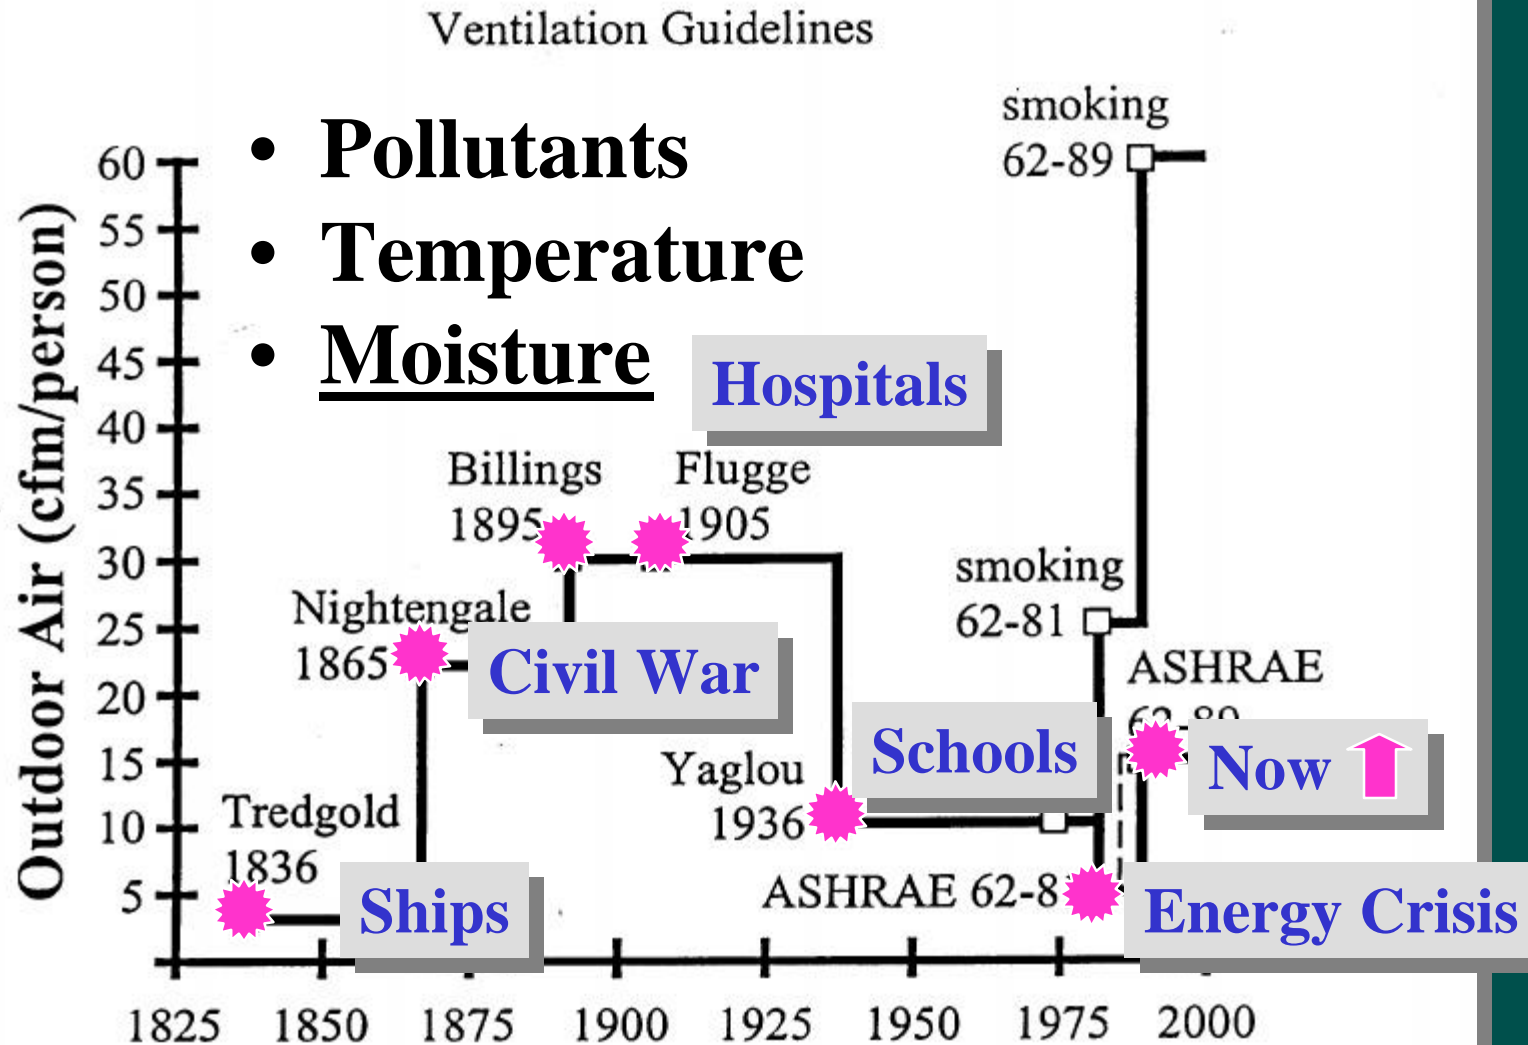 Ventilation Guidelines
• Pollutants
• Temperature
• Moisture
Hospitals
smoking
62-89
Billings
1895
Flugge
1905
Nightengale
1865
Civil War
smoking
62-81
ASHRAE
62-89
Schools
Now
Yaglou
1936
Tredgold
1836
Ships
ASHRAE 62-8
Energy Crisis
Outdoor Air (cfm/person)
60
55
50
45
40
35
30
25
20
15
10
5
1825 1850 1875 1900 1925 1950 1975 2000